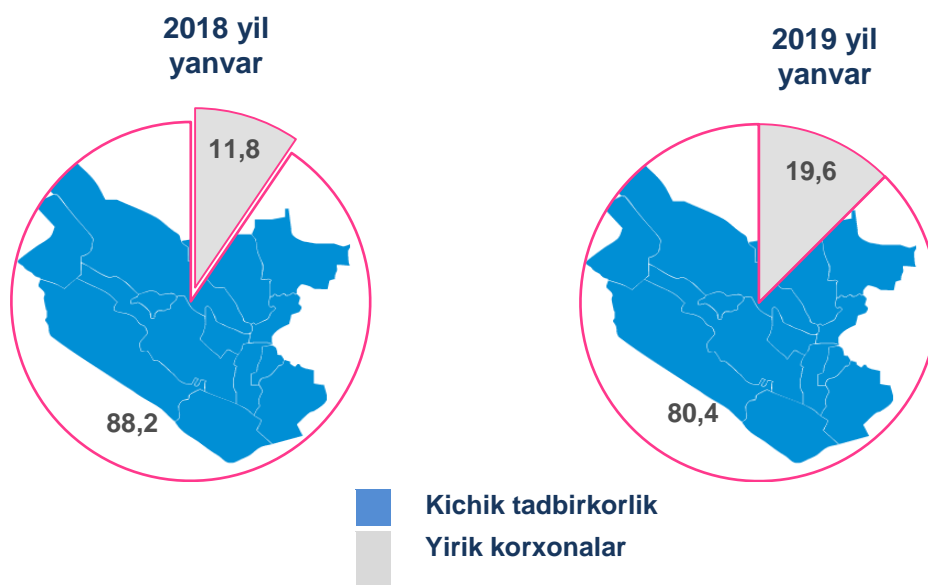 2018 yil
yanvar
2019 yil
yanvar
11,8
19,6
88,2
80,4
Kichik tadbirkorlik
Yirik korxonalar